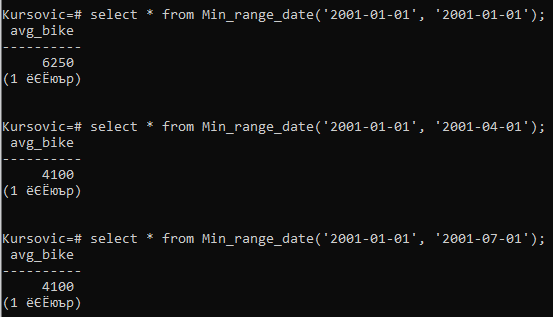 Kursovic=# select * from Min_range_date('2001-01-01', '2001-01-01');
 avg_bike
----------
     6250
(1 ёЄЁюър)
Kursovic=# select * from Min_range_date('2001-01-01', '2001-04-01');
 avg_bike
----------
     4100
(1 ёЄЁюър)
Kursovic=# select * from Min_range_date('2001-01-01', '2001-07-01');
 avg_bike
----------
     4100
(1 ёЄЁюър)